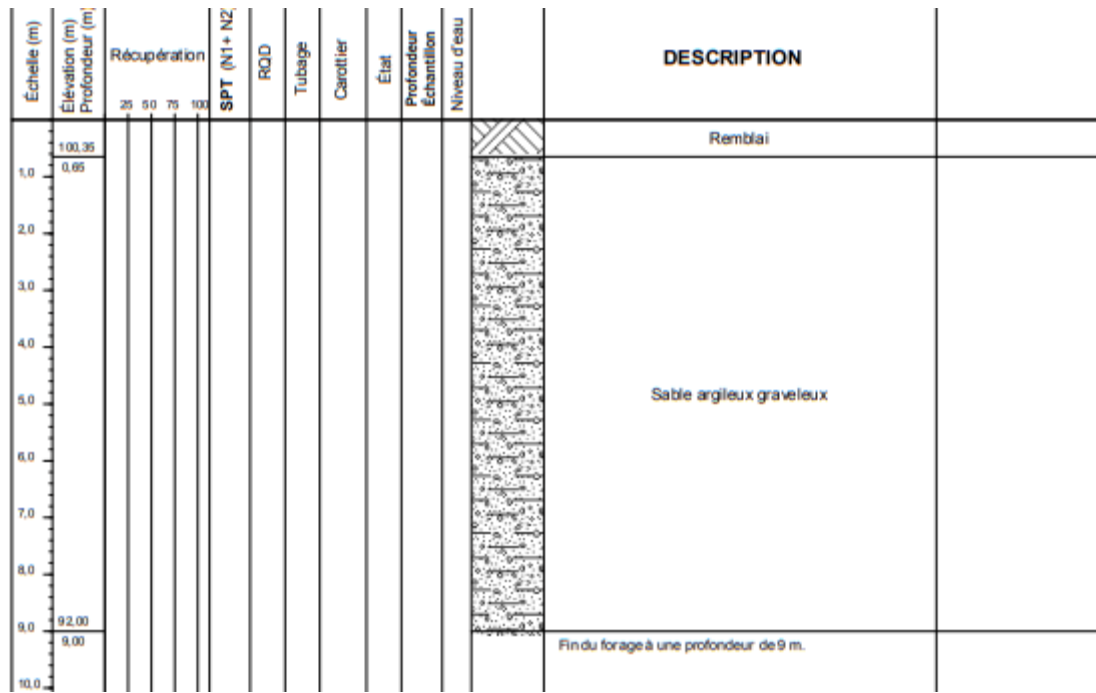 Échelle (m)
Élévation (m)
Profondeur (m)
Récupération
25 50 75 100
SPT (N1+ N2)
RQD
Tubage
Carottier
État
Profondeur
Échantillon
Niveau d'eau
DESCRIPTION
100,35
Remblai
0,65
1,0
2,0
3,0
4,0
Sable argileux graveleux
5,0
6,0
7,0
8,0
92,00
9,0
9,00
Fin du forage à une profondeur de 9 m.
10,0